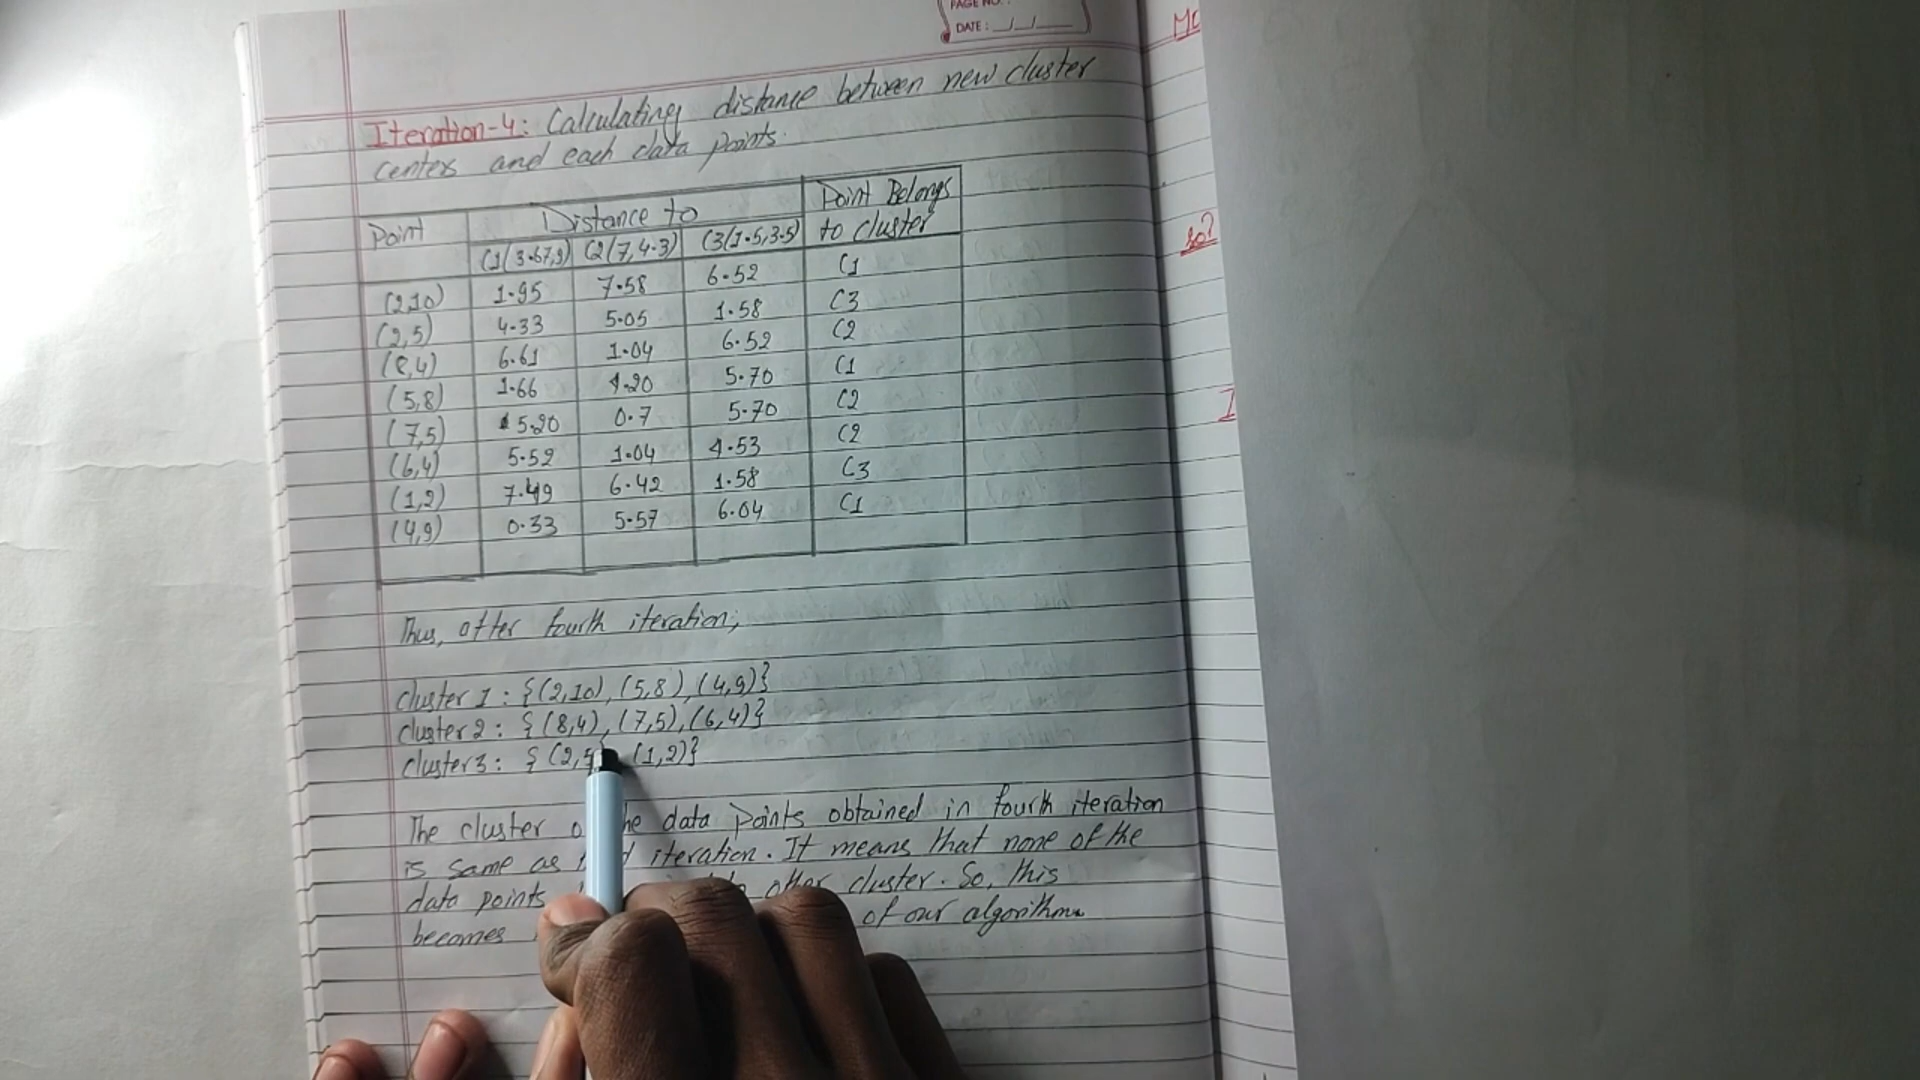 PAGE NO. :
DATE : / /
Iteration-4: Calculating distance between new cluster
centers and each data points.
Point Distance to Point Belongs
to cluster
C1(3.67,9) C2(7,4.3) C3(1.5,3.5)
(2,10) 1.95 7.58 6.52 C1
(2,5) 4.33 5.05 1.58 C3
(8,4) 6.61 1.04 6.52 C2
(5,8) 1.66 4.20 5.70 C1
(7,5) 5.20 0.7 5.70 C2
(6,4) 5.52 1.04 4.53 C2
(1,2) 7.49 6.42 1.58 C3
(4,9) 0.33 5.57 6.04 C1
Thus, after fourth iteration;
cluster 1 : {(2,10), (5,8), (4,9)}
cluster 2 : {(8,4), (7,5), (6,4)}
cluster 3 : {(2, (1,2)}
The cluster data points obtained in fourth iteration
is same as iteration. It means that none of the
data points other cluster. So, this
becomes of our algorithm.
MC
so?
I